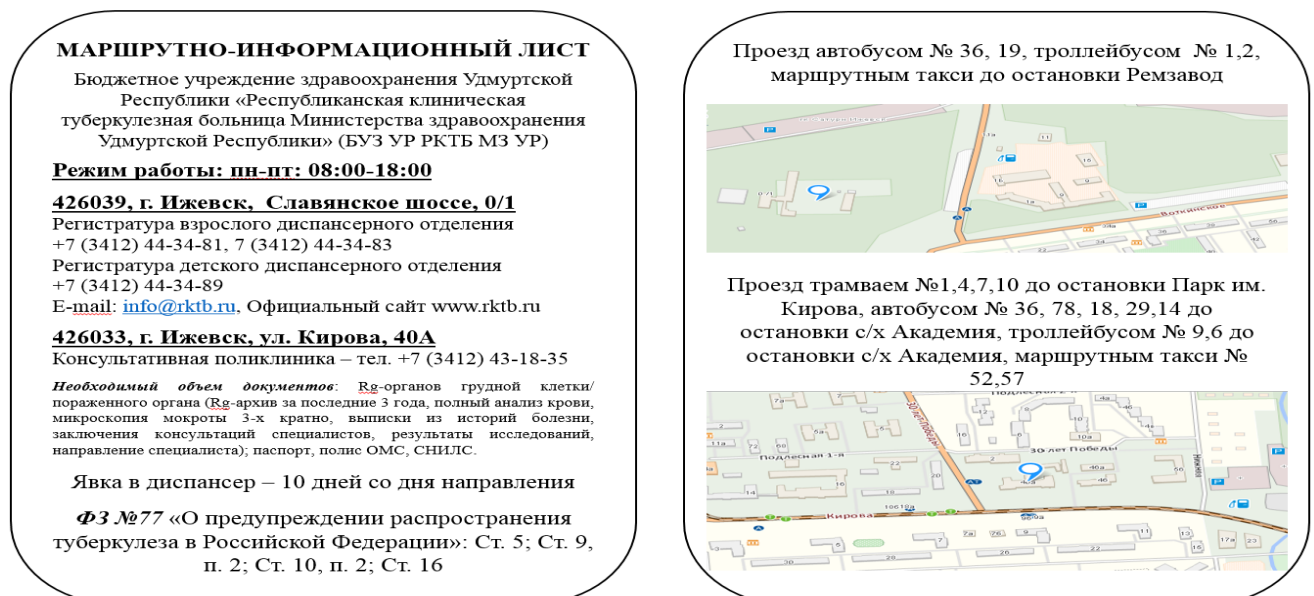 МАРШРУТНО-ИНФОРМАЦИОННЫЙ ЛИСТ
Бюджетное учреждение здравоохранения Удмуртской
Республики «Республиканская клиническая
туберкулезная больница Министерства здравоохранения
Удмуртской Республики» (БУЗ УР РКТБ МЗ УР)
Режим работы: пн-пт: 08:00-18:00
426039, г. Ижевск, Славянское шоссе, 0/1
Регистратура взрослого диспансерного отделения
+7 (3412) 44-34-81, 7 (3412) 44-34-83
Регистратура детского диспансерного отделения
+7 (3412) 44-34-89
E-mail: info@rktb.ru, Официальный сайт www.rktb.ru
426033, г. Ижевск, ул. Кирова, 40А
Консультативная поликлиника – тел. +7 (3412) 43-18-35
Необходимый объем документов: Rg-органов грудной клетки/
пораженного органа (Rg-архив за последние 3 года, полный анализ крови,
микроскопия мокроты 3-х кратно, выписки из историй болезни,
заключения консультаций специалистов, результаты исследований,
направление специалиста); паспорт, полис ОМС, СНИЛС.
Явка в диспансер – 10 дней со дня направления
ФЗ №77 «О предупреждении распространения
туберкулеза в Российской Федерации»: Ст. 5; Ст. 9,
п. 2; Ст. 10, п. 2; Ст. 16
Проезд автобусом № 36, 19, троллейбусом № 1,2,
маршрутным такси до остановки Ремзавод
Воткинское
Проезд трамваем №1,4,7,10 до остановки Парк им.
Кирова, автобусом № 36, 78, 18, 29,14 до
остановки с/х Академия, троллейбусом № 9,6 до
остановки с/х Академия, маршрутным такси №
52,57
30 лет Победы
Подлесная 1-я
30 лет Победы
Кирова